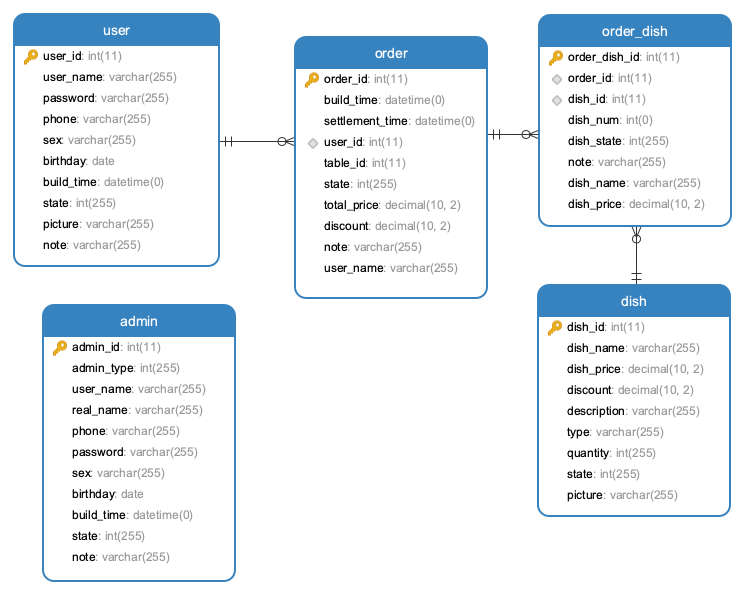 user
user_id: int(11)
user_name: varchar(255)
password: varchar(255)
phone: varchar(255)
sex: varchar(255)
birthday: date
build_time: datetime(0)
state: int(255)
picture: varchar(255)
note: varchar(255)
order
order_id: int(11)
build_time: datetime(0)
settlement_time: datetime(0)
user_id: int(11)
table_id: int(11)
state: int(255)
total_price: decimal(10, 2)
discount: decimal(10, 2)
note: varchar(255)
user_name: varchar(255)
order_dish
order_dish_id: int(11)
order_id: int(11)
dish_id: int(11)
dish_num: int(0)
dish_state: int(255)
note: varchar(255)
dish_name: varchar(255)
dish_price: decimal(10, 2)
admin
admin_id: int(11)
admin_type: int(255)
user_name: varchar(255)
real_name: varchar(255)
phone: varchar(255)
password: varchar(255)
sex: varchar(255)
birthday: date
build_time: datetime(0)
state: int(255)
note: varchar(255)
dish
dish_id: int(11)
dish_name: varchar(255)
dish_price: decimal(10, 2)
discount: decimal(10, 2)
description: varchar(255)
type: varchar(255)
quantity: int(255)
state: int(255)
picture: varchar(255)